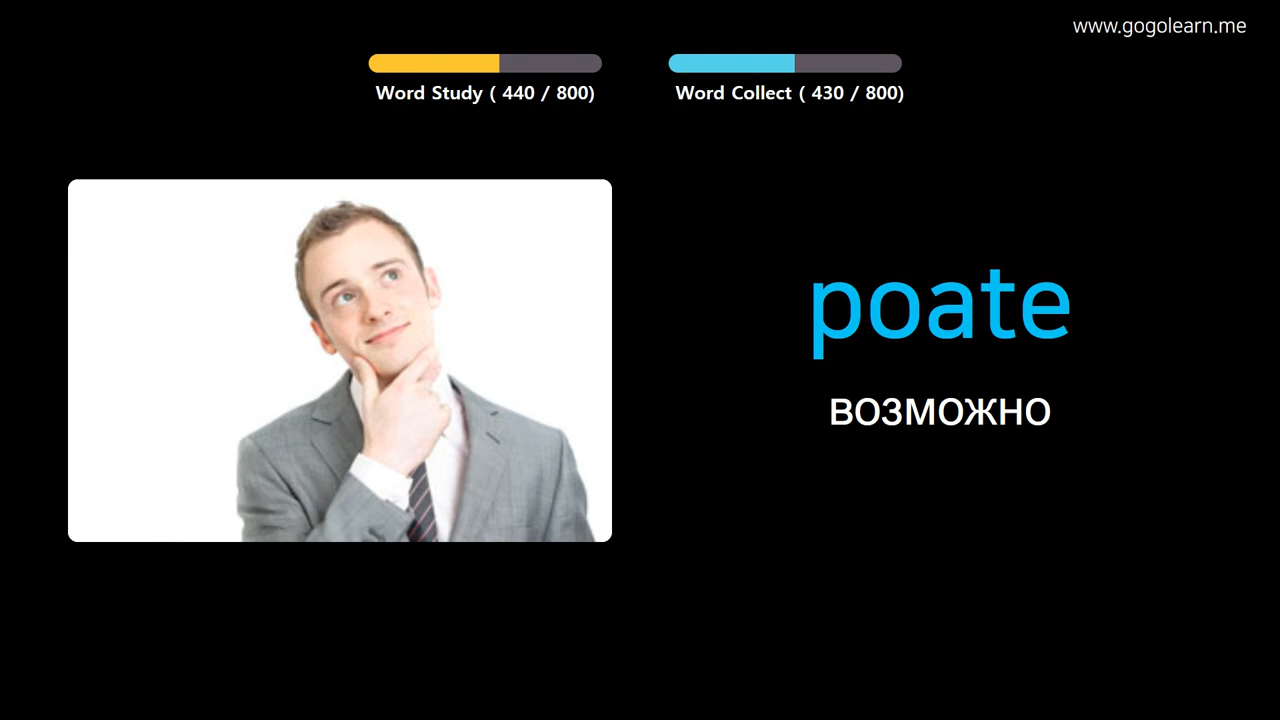 www.gogolearn.me
Word Study ( 440 / 800)
Word Collect ( 430 / 800)
poate
возможно